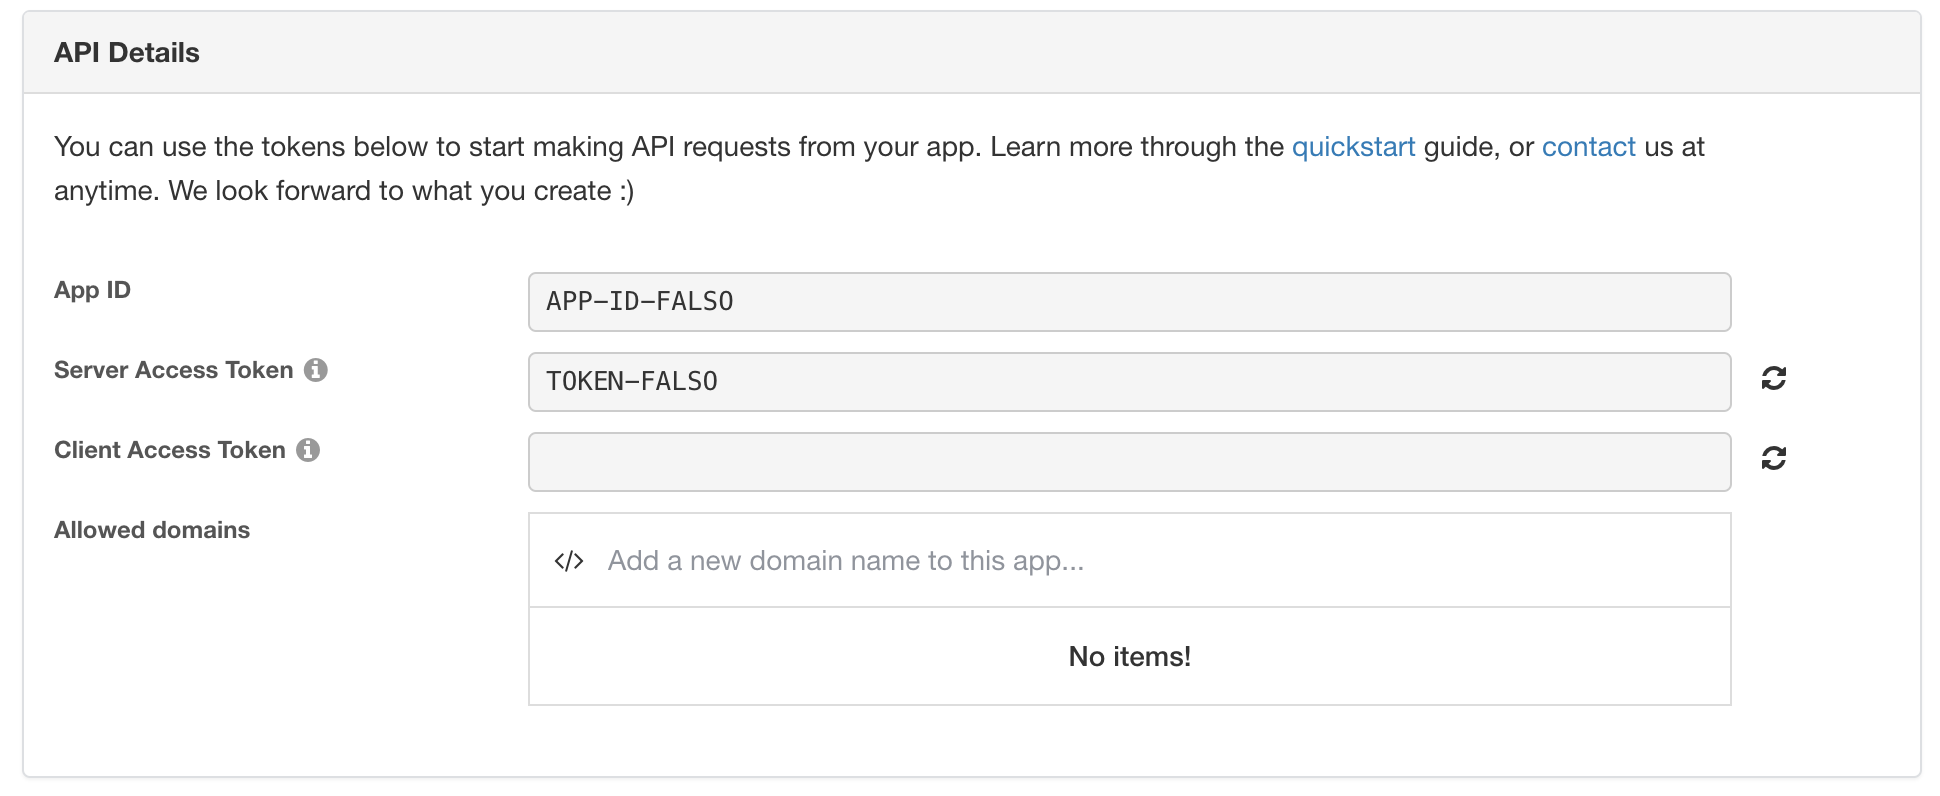 API Details
You can use the tokens below to start making API requests from your app. Learn more through the quickstart guide, or contact us at
anytime. We look forward to what you create :)
App ID
APP-ID-FALSO
Server Access Token
TOKEN-FALSO
Client Access Token
Allowed domains
</> Add a new domain name to this app...
No items!